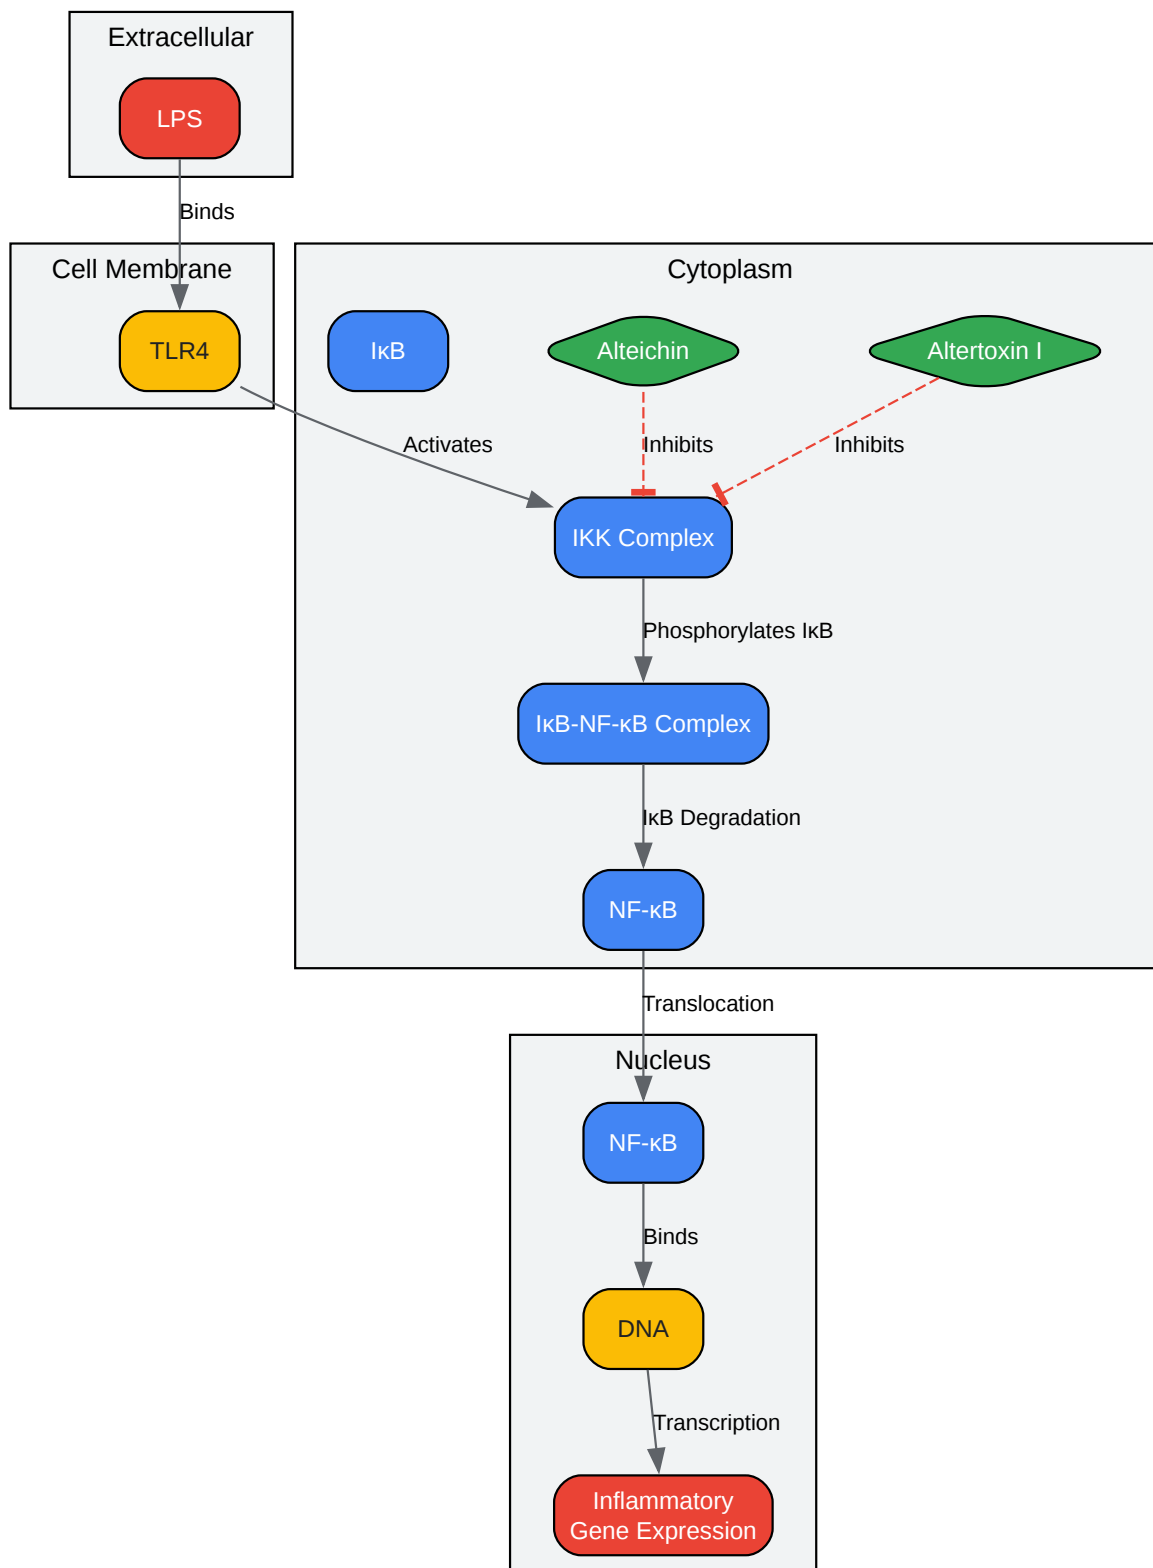 Extracellular
LPS
Binds
Cell Membrane
Cytoplasm
TLR4
IκB
Alteichin
Altertoxin I
Activates
Inhibits
Inhibits
IKK Complex
Phosphorylates IκB
IκB-NF-κB Complex
IκB Degradation
NF-κB
Translocation
Nucleus
NF-κB
Binds
DNA
Transcription
Inflammatory
Gene Expression